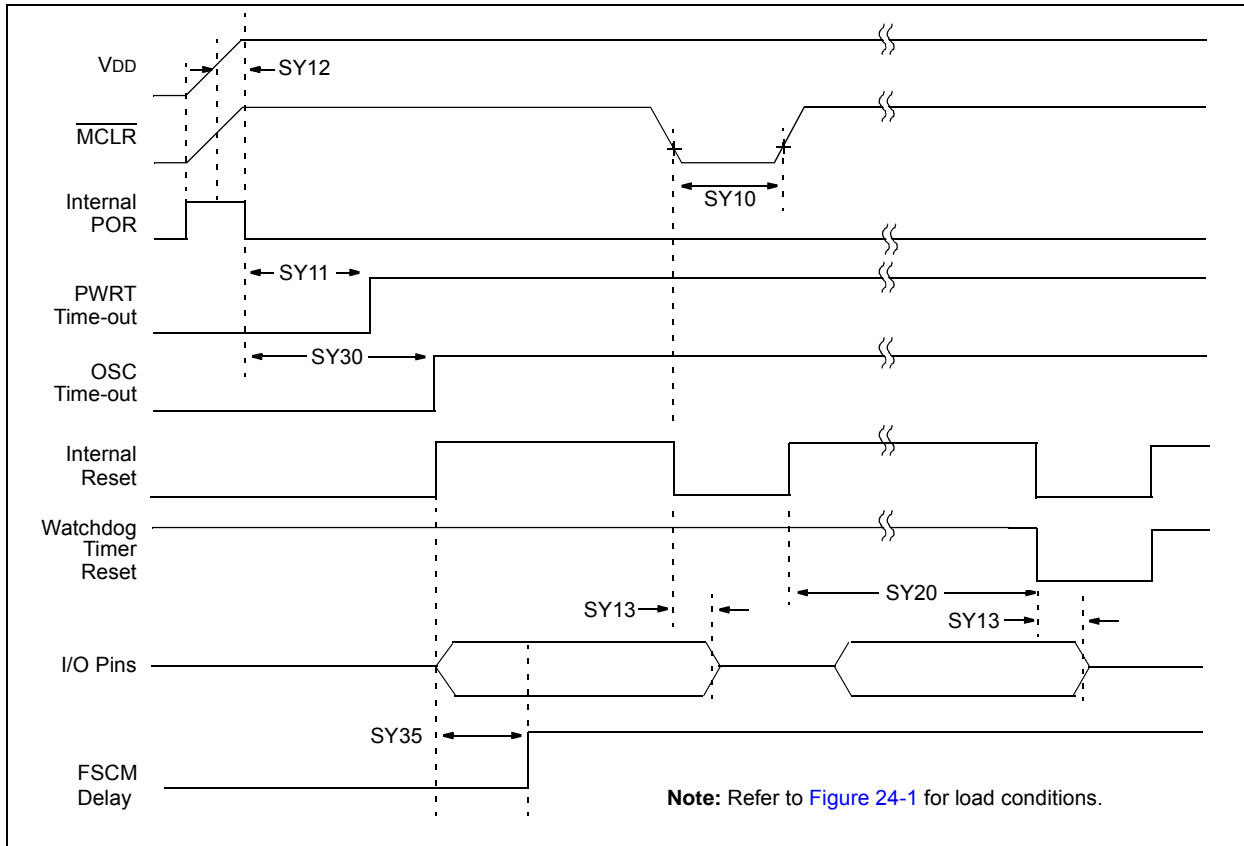 VDD
SY12
MCLR
SY10
Internal
POR
SY11
PWRT
Time-out
SY30
OSC
Time-out
Internal
Reset
Watchdog
Timer
Reset
SY20
SY13
SY13
I/O Pins
SY35
FSCM
Delay
Note: Refer to Figure 24-1 for load conditions.